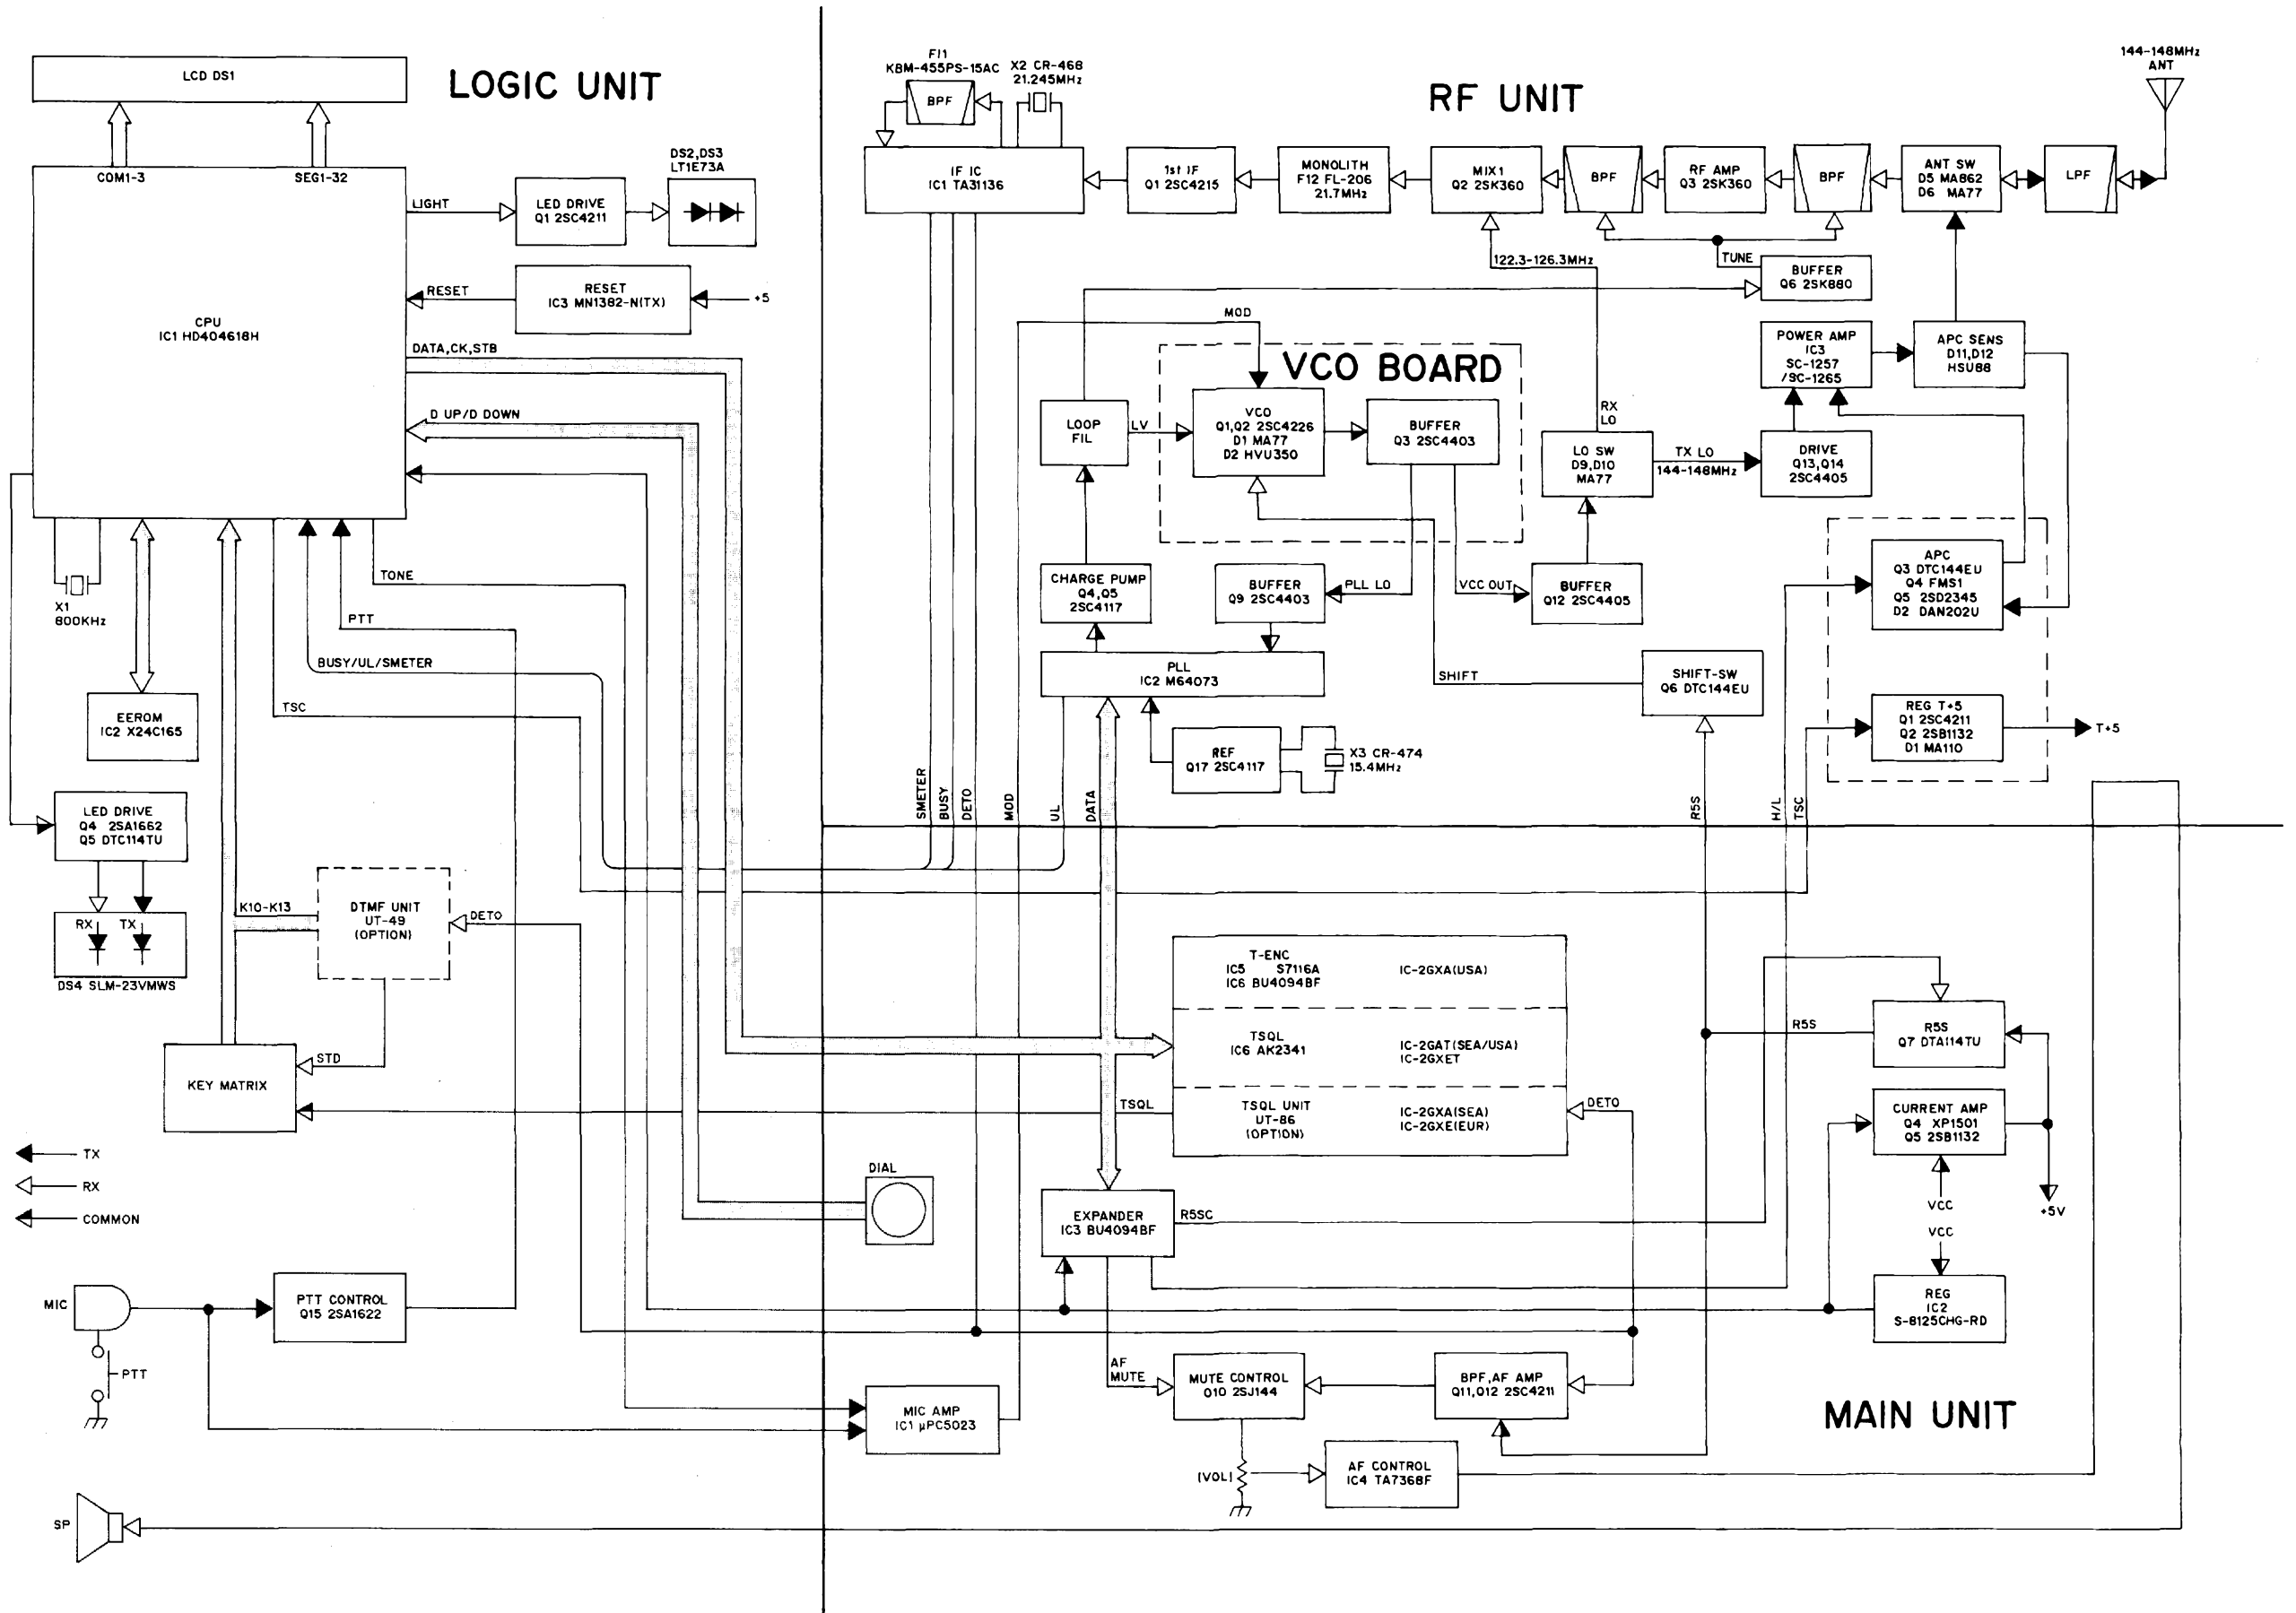 LOGIC UNIT
LCD DS1
COM1-3
SEG1-32
CPU
IC1 HD404618H
LIGHT
LED DRIVE
Q1 2SC4211
DS2,DS3
LT1E73A
RESET
RESET
IC3 MN1382-N(TX)
+5
DATA,CK,STB
D UP/D DOWN
X1
800KHz
TONE
PTT
BUSY/UL/SMETER
TSC
EEROM
IC2 X24C165
LED DRIVE
Q4 2SA1662
Q5 DTC114TU
RX
TX
DS4 SLM-23VMWS
K10-K13
DTMF UNIT
UT-49
(OPTION)
DETO
STD
KEY MATRIX
TX
RX
COMMON
MIC
PTT
PTT CONTROL
Q15 2SA1622
SP
RF UNIT
FI1
KBM-455PS-15AC
BPF
X2 CR-468
21.245MHz
IF IC
IC1 TA31136
1st IF
Q1 2SC4215
MONOLITH
F12 FL-206
21.7MHz
MIX1
Q2 2SK360
BPF
RF AMP
Q3 2SK360
BPF
ANT SW
D5 MA862
D6 MA77
LPF
144-148MHz
ANT
122.3-126.3MHz
TUNE
BUFFER
Q6 2SK880
MOD
VCO BOARD
LOOP
FIL
LV
VCO
Q1,Q2 2SC4226
D1 MA77
D2 HVU350
BUFFER
Q3 2SC4403
RX
LO
LO SW
D9,D10
MA77
TX LO
144-148MHz
POWER AMP
IC3
SC-1257
/SC-1265
APC SENS
D11,D12
HSU88
DRIVE
Q13,Q14
2SC4405
CHARGE PUMP
Q4,Q5
2SC4117
BUFFER
Q9 2SC4403
PLL LO
VCC OUT
BUFFER
Q12 2SC4405
APC
Q3 DTC144EU
Q4 FMS1
Q5 2SD2345
D2 DAN202U
PLL
IC2 M64073
SHIFT
SHIFT-SW
Q6 DTC144EU
REG T+5
Q1 2SC4211
Q2 2SB1132
D1 MA110
T+5
REF
Q17 2SC4117
X3 CR-474
15.4MHz
SMETER
BUSY
DETO
MOD
UL
DATA
R5S
H/L
TSC
T-ENC
IC5 S7116A
IC6 BU4094BF
IC-2GXA(USA)
TSQL
IC6 AK2341
IC-2GAT(SEA/USA)
IC-2GXET
TSQL
TSQL UNIT
UT-86
(OPTION)
IC-2GXA(SEA)
IC-2GXE(EUR)
DETO
R5S
R5S
Q7 DTA114TU
CURRENT AMP
Q4 XP1501
Q5 2SB1132
VCC
VCC
+5V
REG
IC2
S-8125CHG-RD
DIAL
EXPANDER
IC3 BU4094BF
R5SC
AF
MUTE
MUTE CONTROL
Q10 2SJ144
BPF,AF AMP
Q11,Q12 2SC4211
MIC AMP
IC1 µPC5023
(VOL)
AF CONTROL
IC4 TA7368F
MAIN UNIT